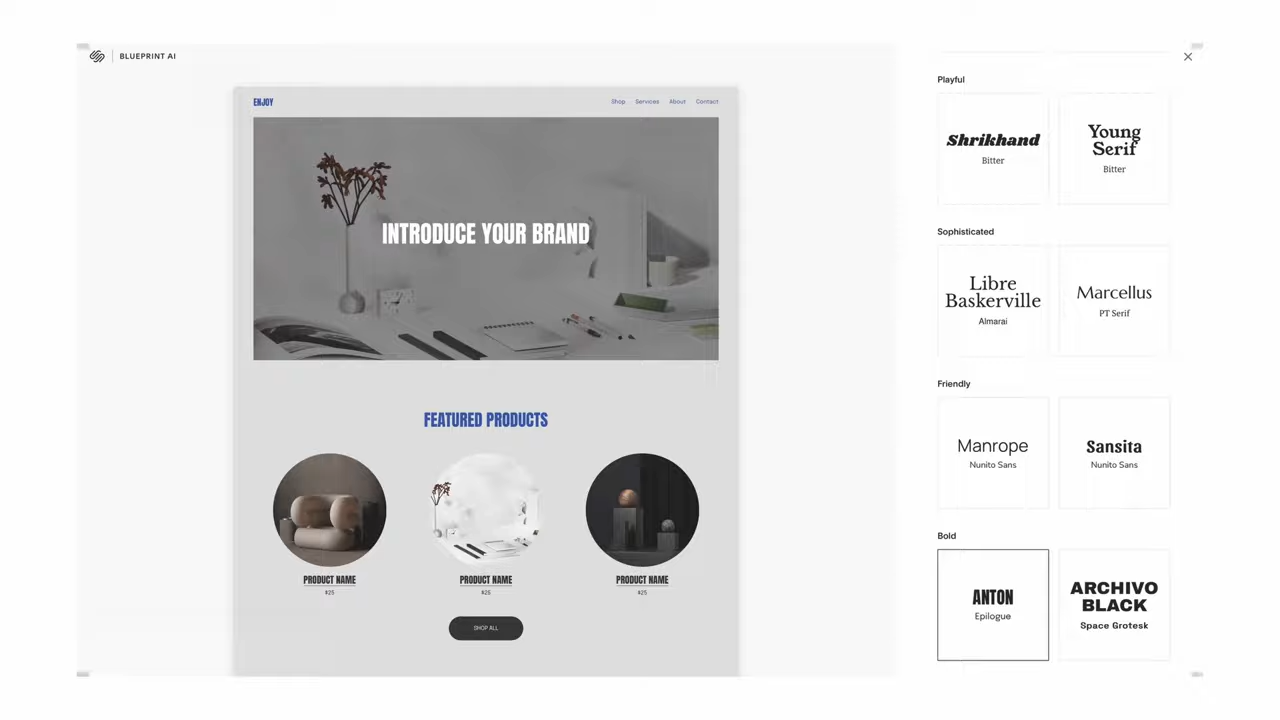 BLUEPRINT AI
ENJOY
Shop Services About Contact
INTRODUCE YOUR BRAND
FEATURED PRODUCTS
PRODUCT NAME
$25
PRODUCT NAME
$25
PRODUCT NAME
$25
SHOP ALL
Playful
Shrikhand
Bitter
Young
Serif
Bitter
Sophisticated
Libre
Baskerville
Almarai
Marcellus
PT Serif
Friendly
Manrope
Nunito Sans
Sansita
Nunito Sans
Bold
ANTON
Epilogue
ARCHIVO
BLACK
Space Grotesk